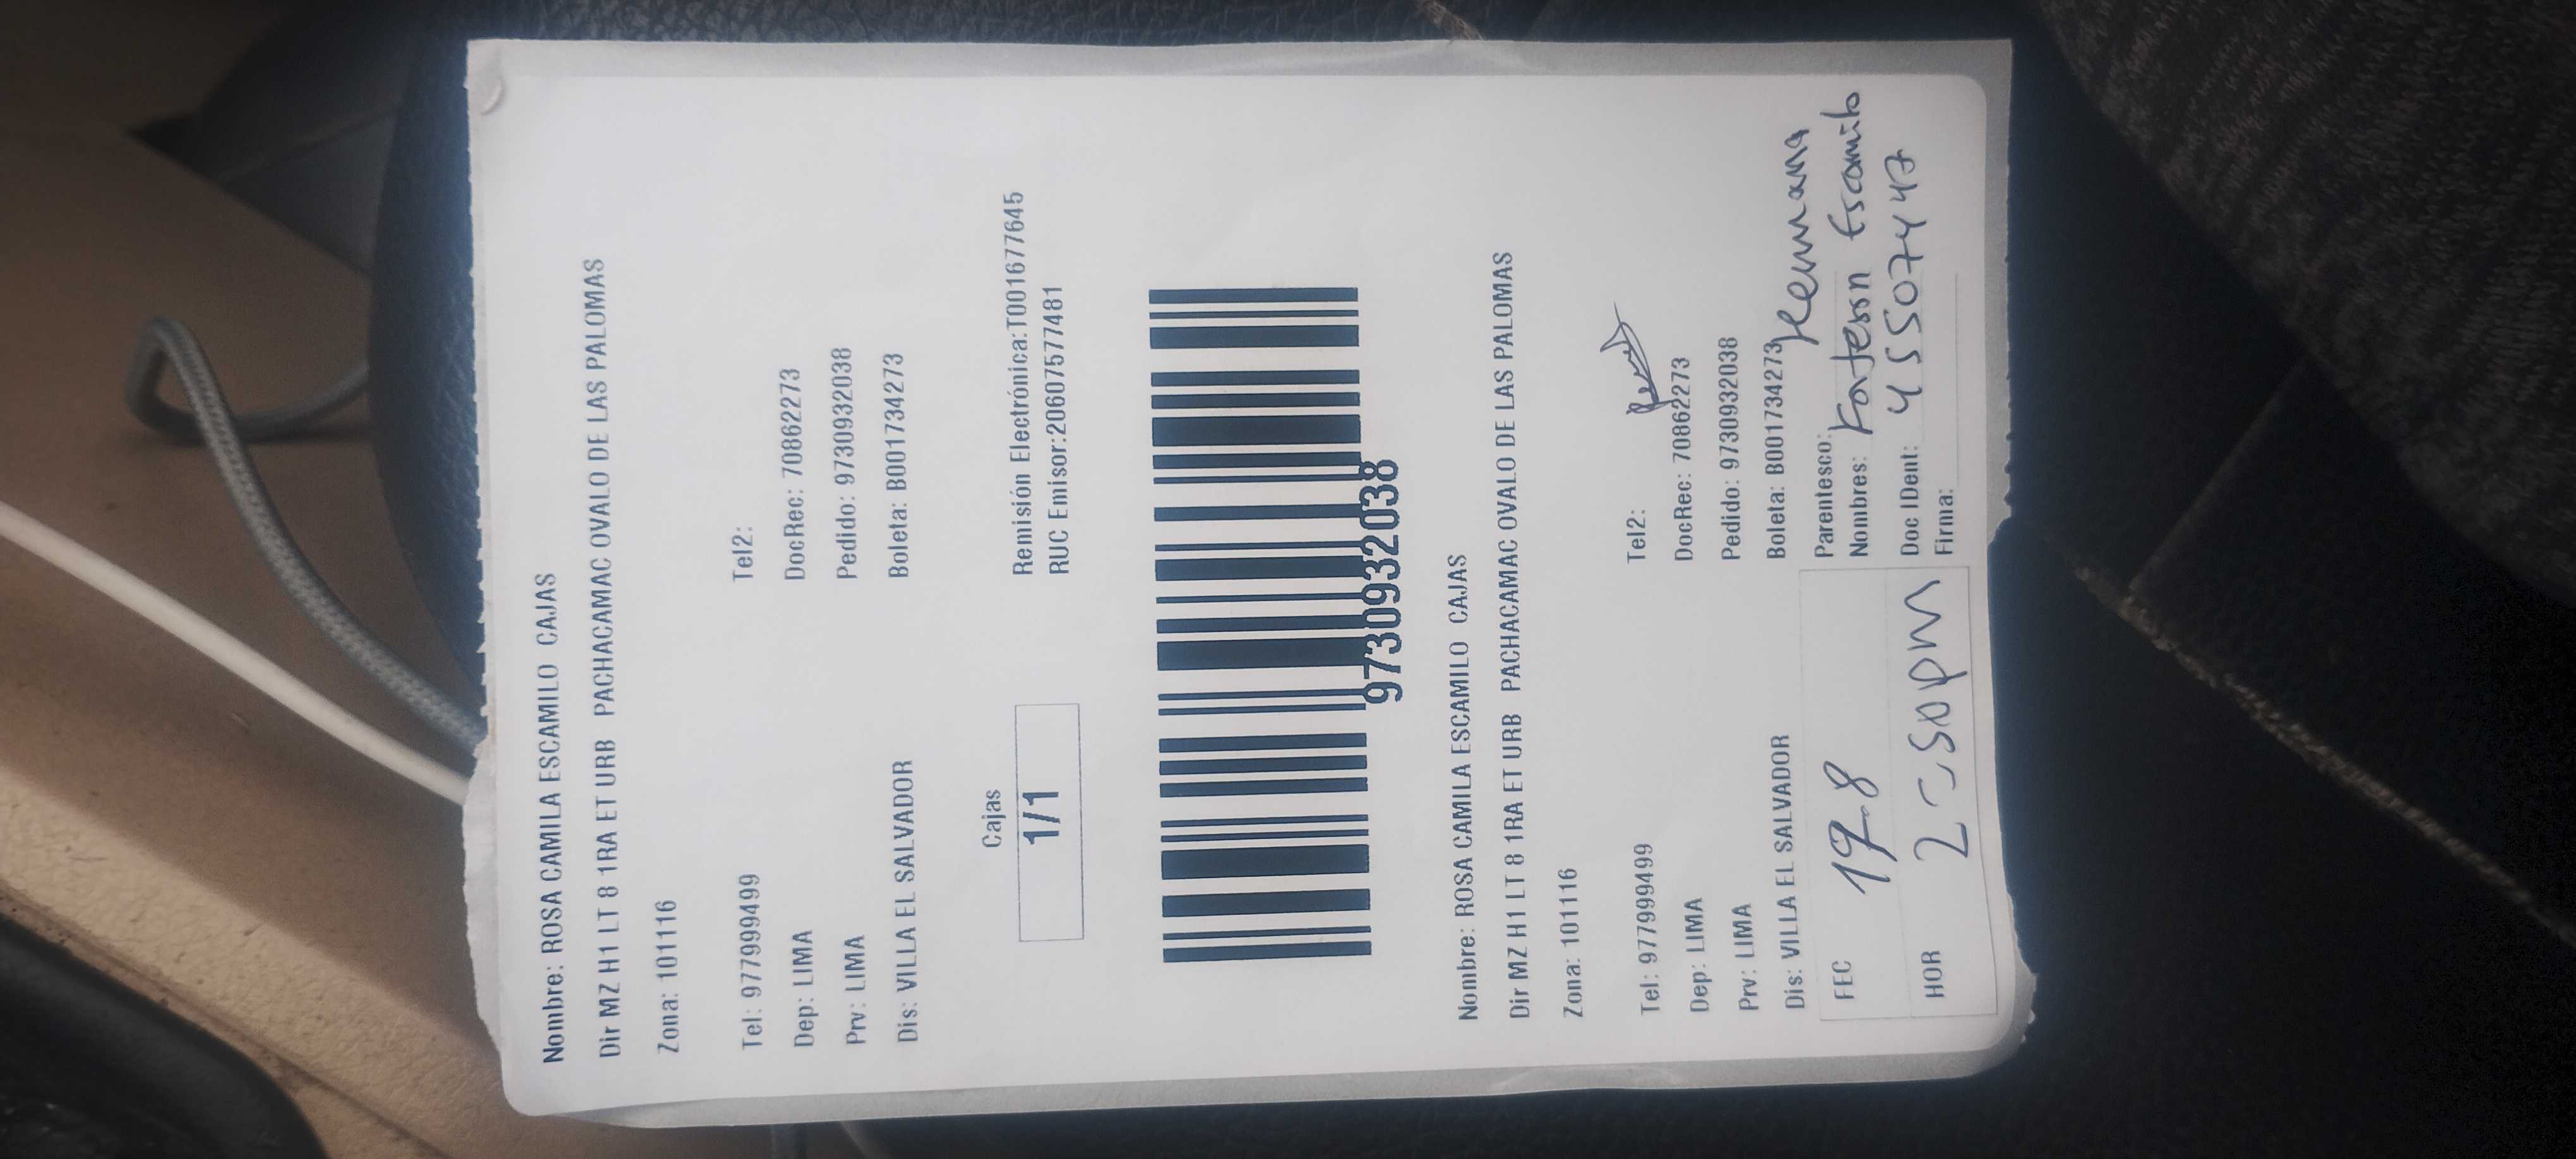 Nombre: ROSA CAMILA ESCAMILO CAJAS
Dir MZ H1 LT 8 1RA ET URB PACHACAMAC OVALO DE LAS PALOMAS
Zona: 101116
Tel: 977999499 Tel2:
Dep: LIMA DocRec: 70862273
Prv: LIMA Pedido: 9730932038
Dis: VILLA EL SALVADOR Boleta: B001734273
Cajas
1/1
Remisión Electrónica:T001677645
RUC Emisor:20607577481
9730932038
Nombre: ROSA CAMILA ESCAMILO CAJAS
Dir MZ H1 LT 8 1RA ET URB PACHACAMAC OVALO DE LAS PALOMAS
Zona: 101116
Tel: 977999499 Tel2:
Dep: LIMA DocRec: 70862273
Prv: LIMA Pedido: 9730932038
Dis: VILLA EL SALVADOR Boleta: B001734273
FEC 19-8
HOR 2:50pm
Parentesco: Hermana
Nombres: Escamilo
Doc IDent: 45507447
Firma: